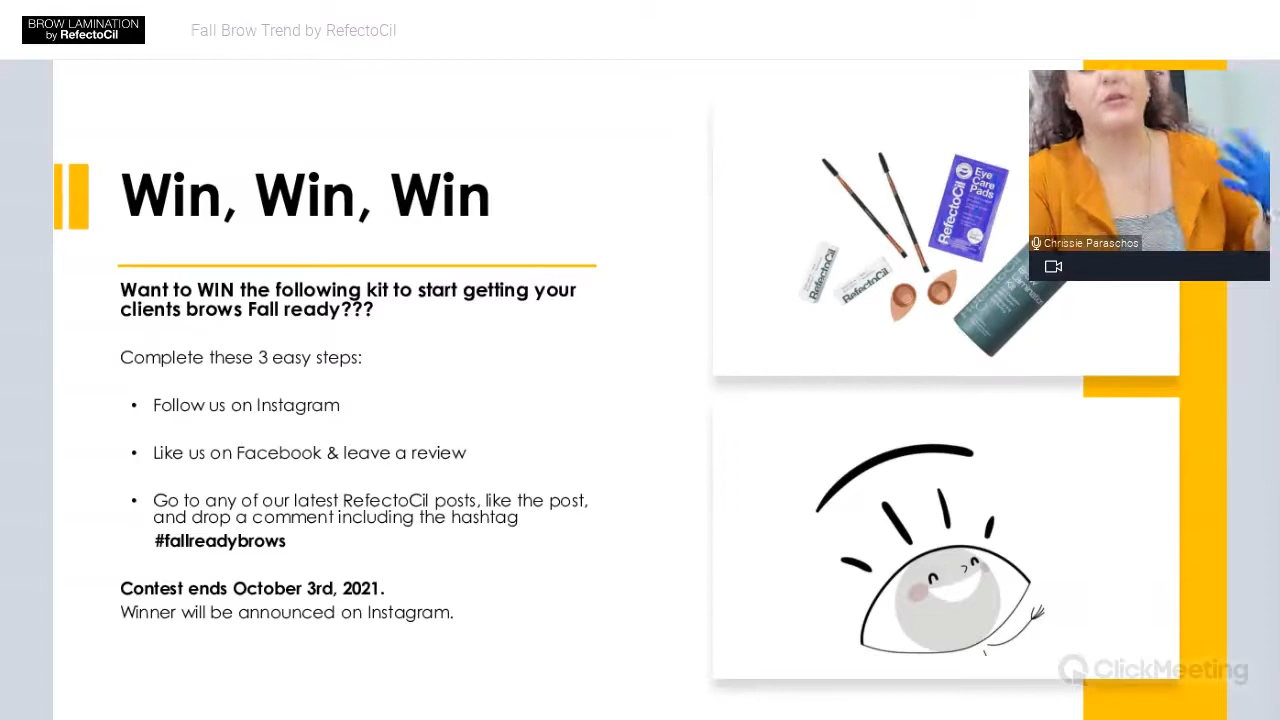 BROW LAMINATION
by RefectoCil
Fall Brow Trend by RefectoCil
Win, Win, Win
Want to WIN the following kit to start getting your
clients brows Fall ready???
Complete these 3 easy steps:
• Follow us on Instagram
• Like us on Facebook & leave a review
• Go to any of our latest RefectoCil posts, like the post,
and drop a comment including the hashtag
#fallreadybrows
Contest ends October 3rd, 2021.
Winner will be announced on Instagram.
Eye
Care
Pads
RefectoCil
RefectoCil
RefectoCil
Chrissie Paraschos
ClickMeeting